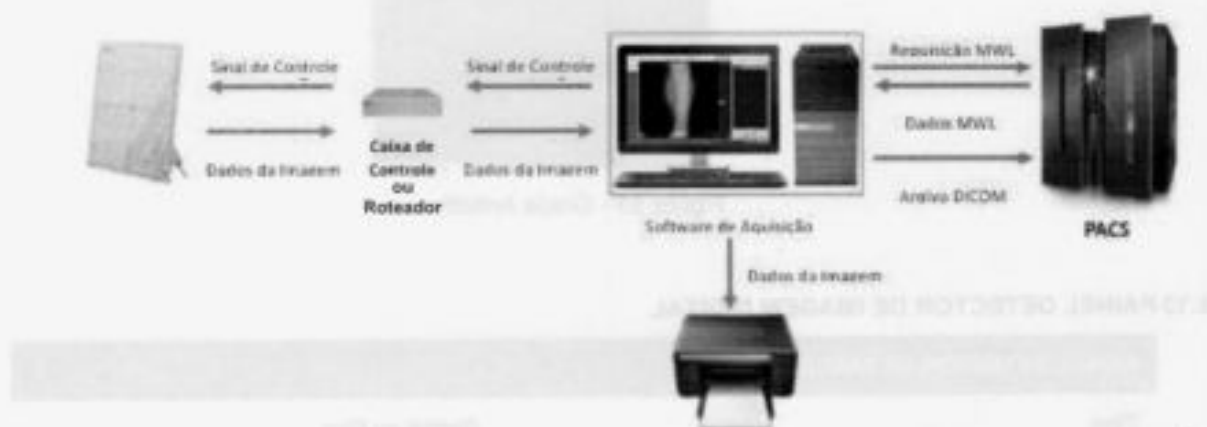 Sinal de Controle
Dados da Imagem
Caixa de
Controle
ou
Roteador
Sinal de Controle
Dados da Imagem
Software de Aquisição
Requisição MWL
Dados MWL
Arqivo DICOM
PACS
Dados da Imagem